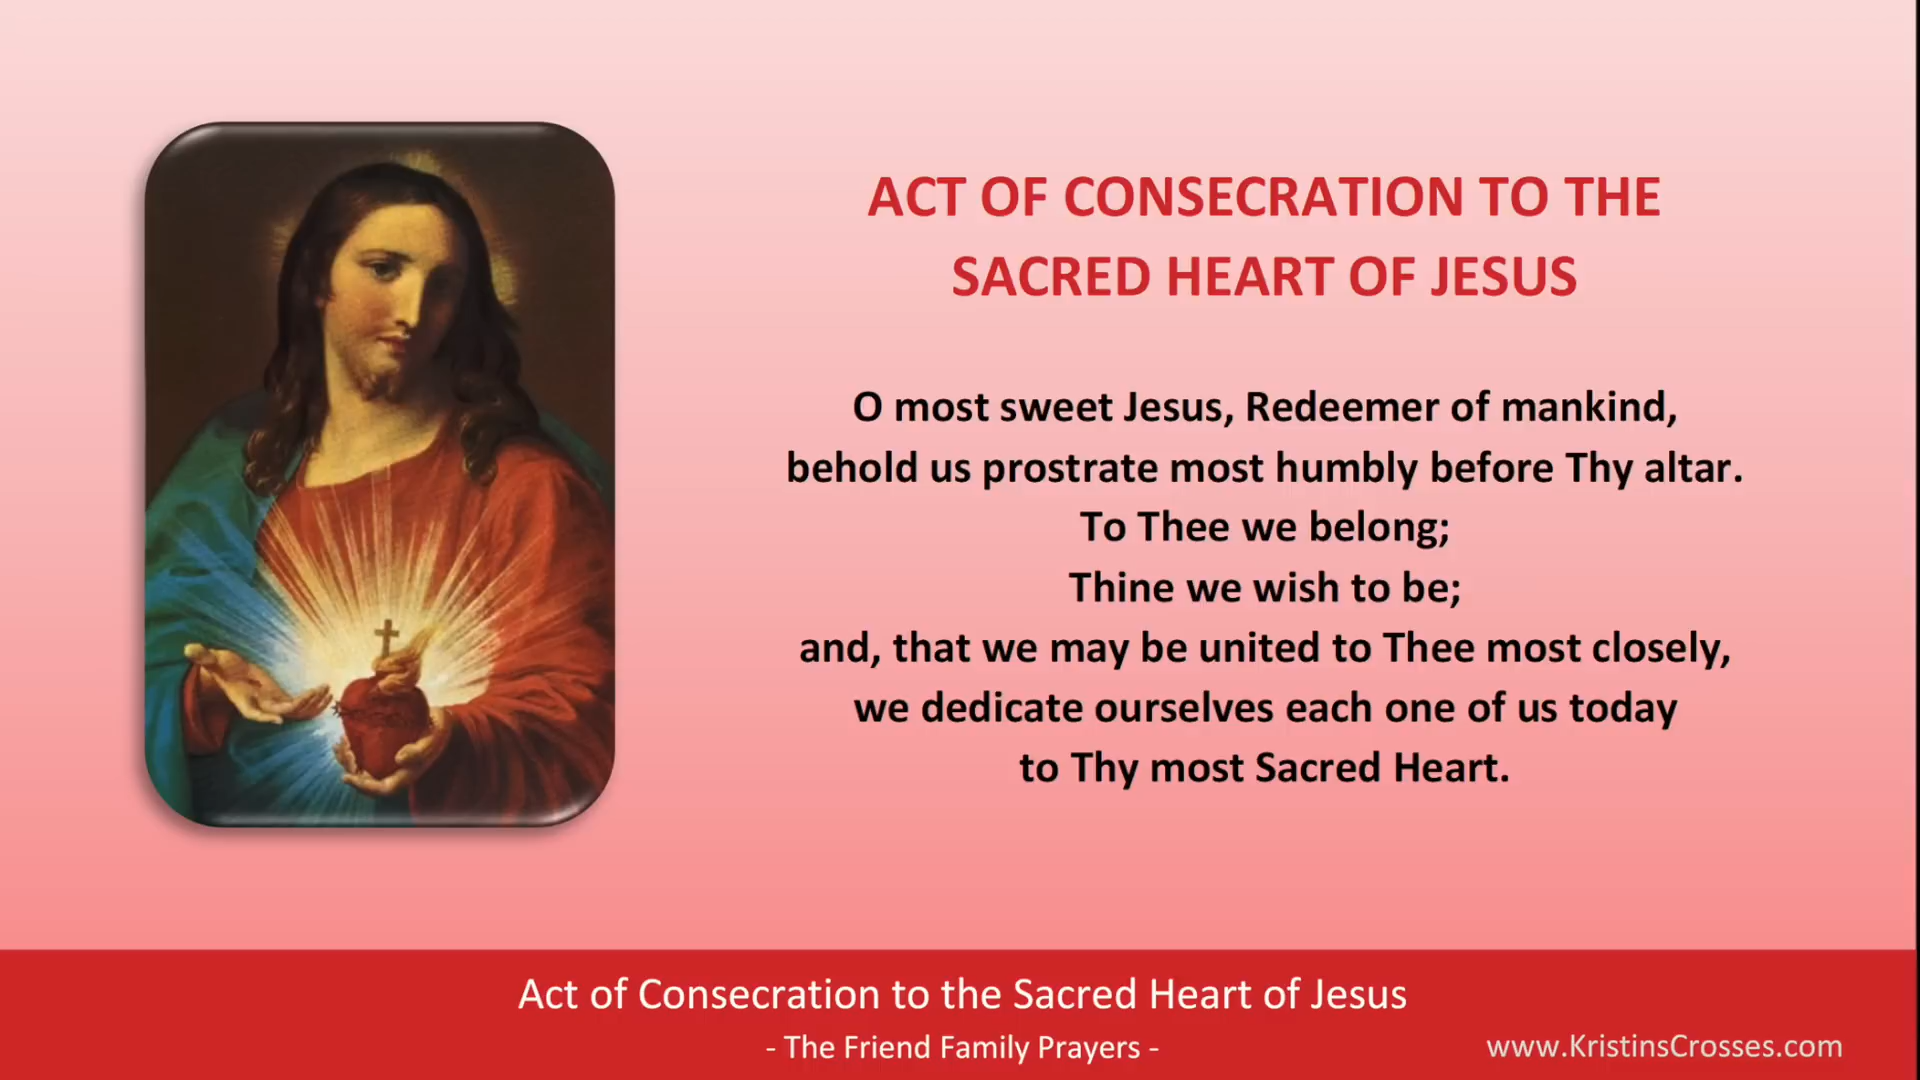 ACT OF CONSECRATION TO THE
SACRED HEART OF JESUS
O most sweet Jesus, Redeemer of mankind,
behold us prostrate most humbly before Thy altar.
To Thee we belong;
Thine we wish to be;
and, that we may be united to Thee most closely,
we dedicate ourselves each one of us today
to Thy most Sacred Heart.
Act of Consecration to the Sacred Heart of Jesus
- The Friend Family Prayers -
www.KristinsCrosses.com